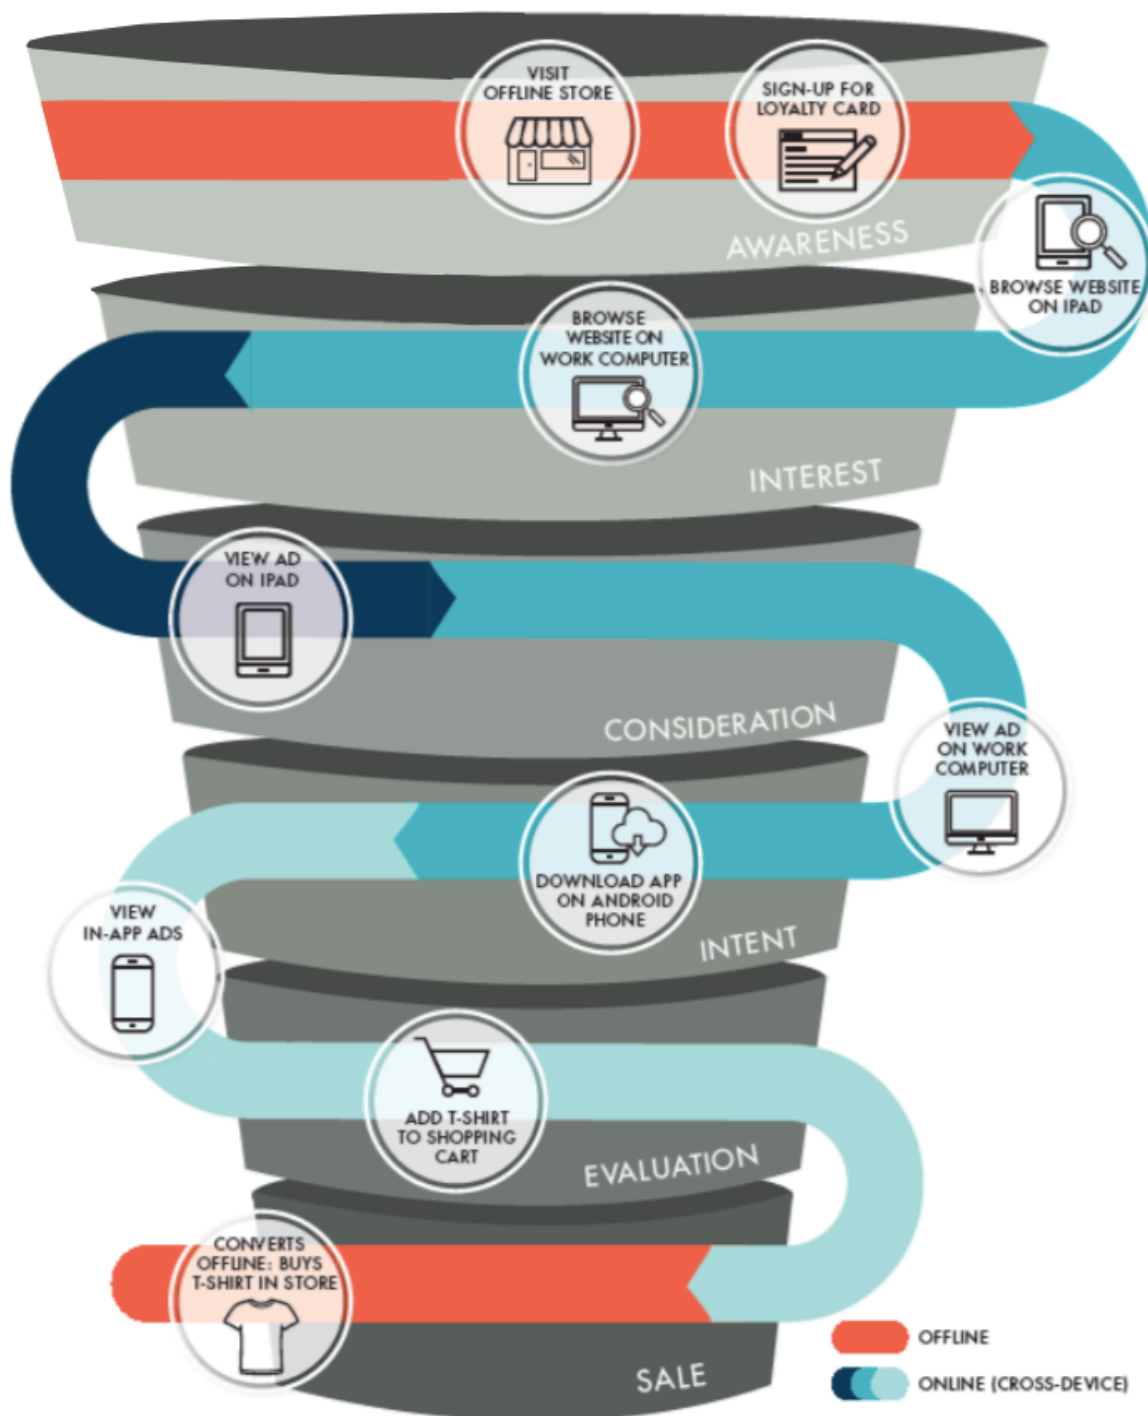 VISIT
OFFLINE STORE
SIGN-UP FOR
LOYALTY CARD
AWARENESS
BROWSE WEBSITE
ON IPAD
BROWSE
WEBSITE ON
WORK COMPUTER
INTEREST
VIEW AD
ON IPAD
CONSIDERATION
VIEW AD
ON WORK
COMPUTER
DOWNLOAD APP
ON ANDROID
PHONE
INTENT
VIEW
IN-APP ADS
ADD T-SHIRT
TO SHOPPING
CART
EVALUATION
CONVERTS
OFFLINE: BUYS
T-SHIRT IN STORE
SALE
OFFLINE
ONLINE (CROSS-DEVICE)